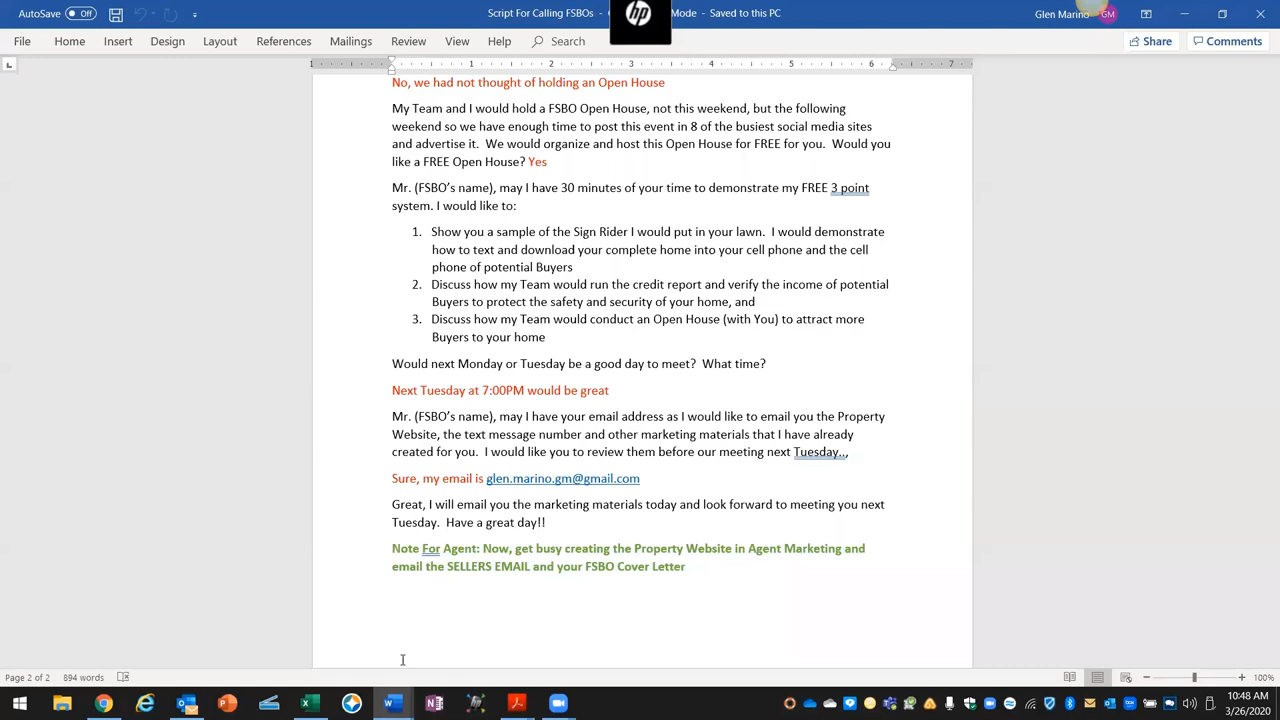 AutoSave Off
Script For Calling FSBOs -
Mode - Saved to this PC
Glen Marino GM
File Home Insert Draw Design Layout References Mailings Review View Help Search
Share Comments
hp
1 1 2 3 4 5 6 7
No, we had not thought of holding an Open House
My Team and I would hold a FSBO Open House, not this weekend, but the following
weekend so we have enough time to post this event in 8 of the busiest social media sites
and advertise it. We would organize and host this Open House for FREE for you. Would you
like a FREE Open House? Yes
Mr. (FSBO’s name), may I have 30 minutes of your time to demonstrate my FREE 3 point
system. I would like to:
1. Show you a sample of the Sign Rider I would put in your lawn. I would demonstrate
how to text and download your complete home into your cell phone and the cell
phone of potential Buyers
2. Discuss how my Team would run the credit report and verify the income of potential
Buyers to protect the safety and security of your home, and
3. Discuss how my Team would conduct an Open House (with You) to attract more
Buyers to your home
Would next Monday or Tuesday be a good day to meet? What time?
Next Tuesday at 7:00PM would be great
Mr. (FSBO’s name), may I have your email address as I would like to email you the Property
Website, the text message number and other marketing materials that I have already
created for you. I would like you to review them before our meeting next Tuesday..,
Sure, my email is glen.marino.gm@gmail.com
Great, I will email you the marketing materials today and look forward to meeting you next
Tuesday. Have a great day!!
Note For Agent: Now, get busy creating the Property Website in Agent Marketing and
email the SELLERS EMAIL and your FSBO Cover Letter
Page 2 of 2 894 words
100%
10:48 AM
3/26/2020